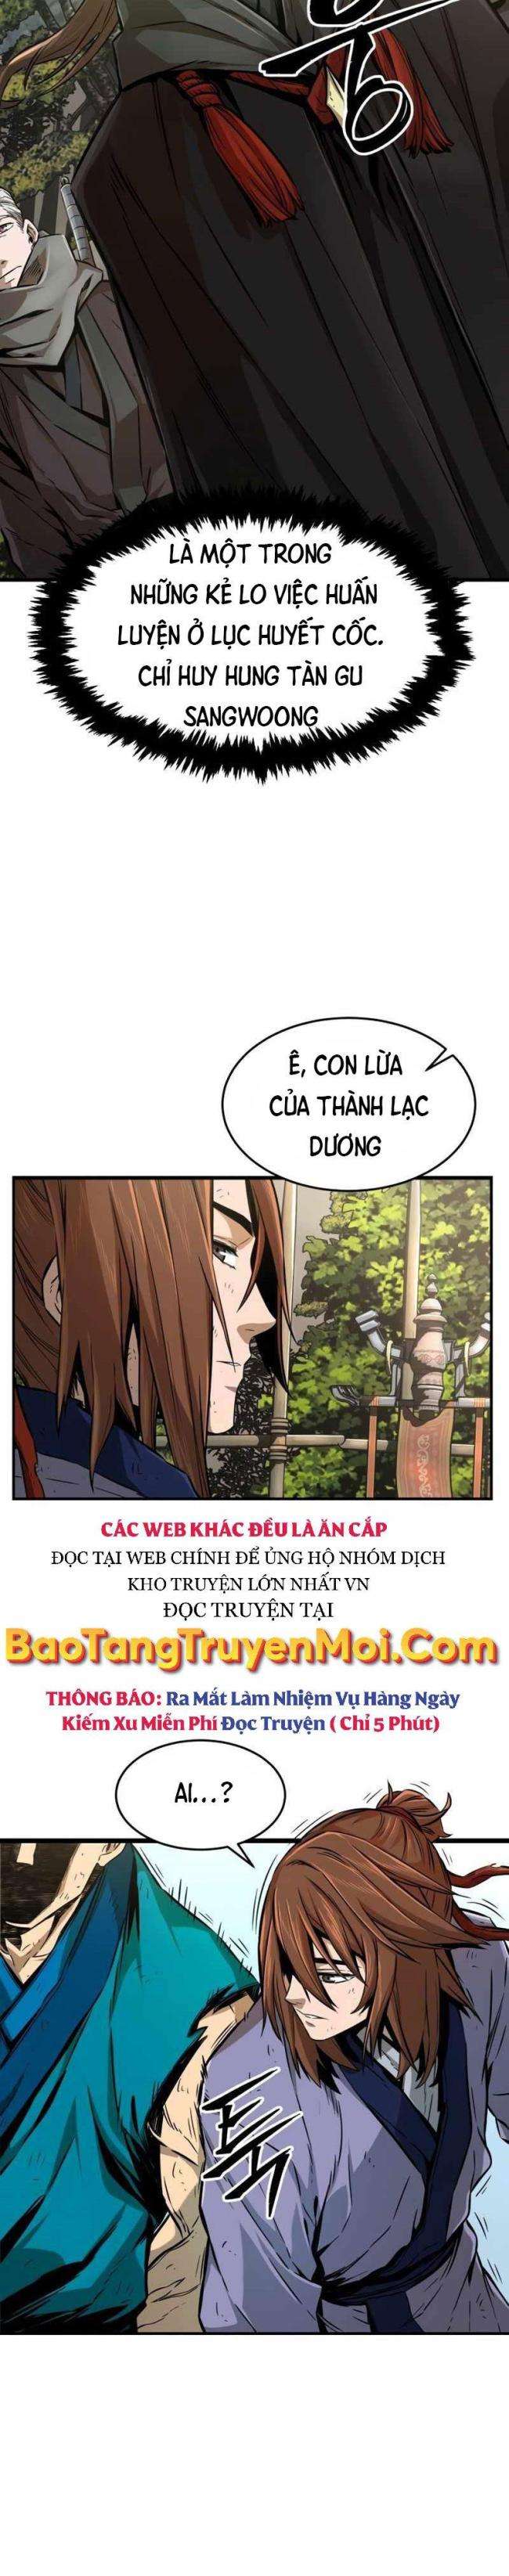 쿵
LÀ MỘT TRONG
NHỮNG KẺ LO VIỆC HUẤN
LUYỆN Ở LỤC HUYẾT CỐC.
CHỈ HUY HUNG TÀN GU
SANGWOONG
Ê, CON LỪA
CỦA THÀNH LẠC
DƯƠNG
CÁC WEB KHÁC ĐỀU LÀ ĂN CẮP
ĐỌC TẠI WEB CHÍNH ĐỂ ỦNG HỘ NHÓM DỊCH
KHO TRUYỆN LỚN NHẤT VN
ĐỌC TRUYỆN TẠI
BaoTangTruyenMoi.Com
THÔNG BÁO: Ra Mắt Làm Nhiệm Vụ Hàng Ngày
Kiếm Xu Miễn Phí Đọc Truyện ( Chỉ 5 Phút)
AI...?
툭